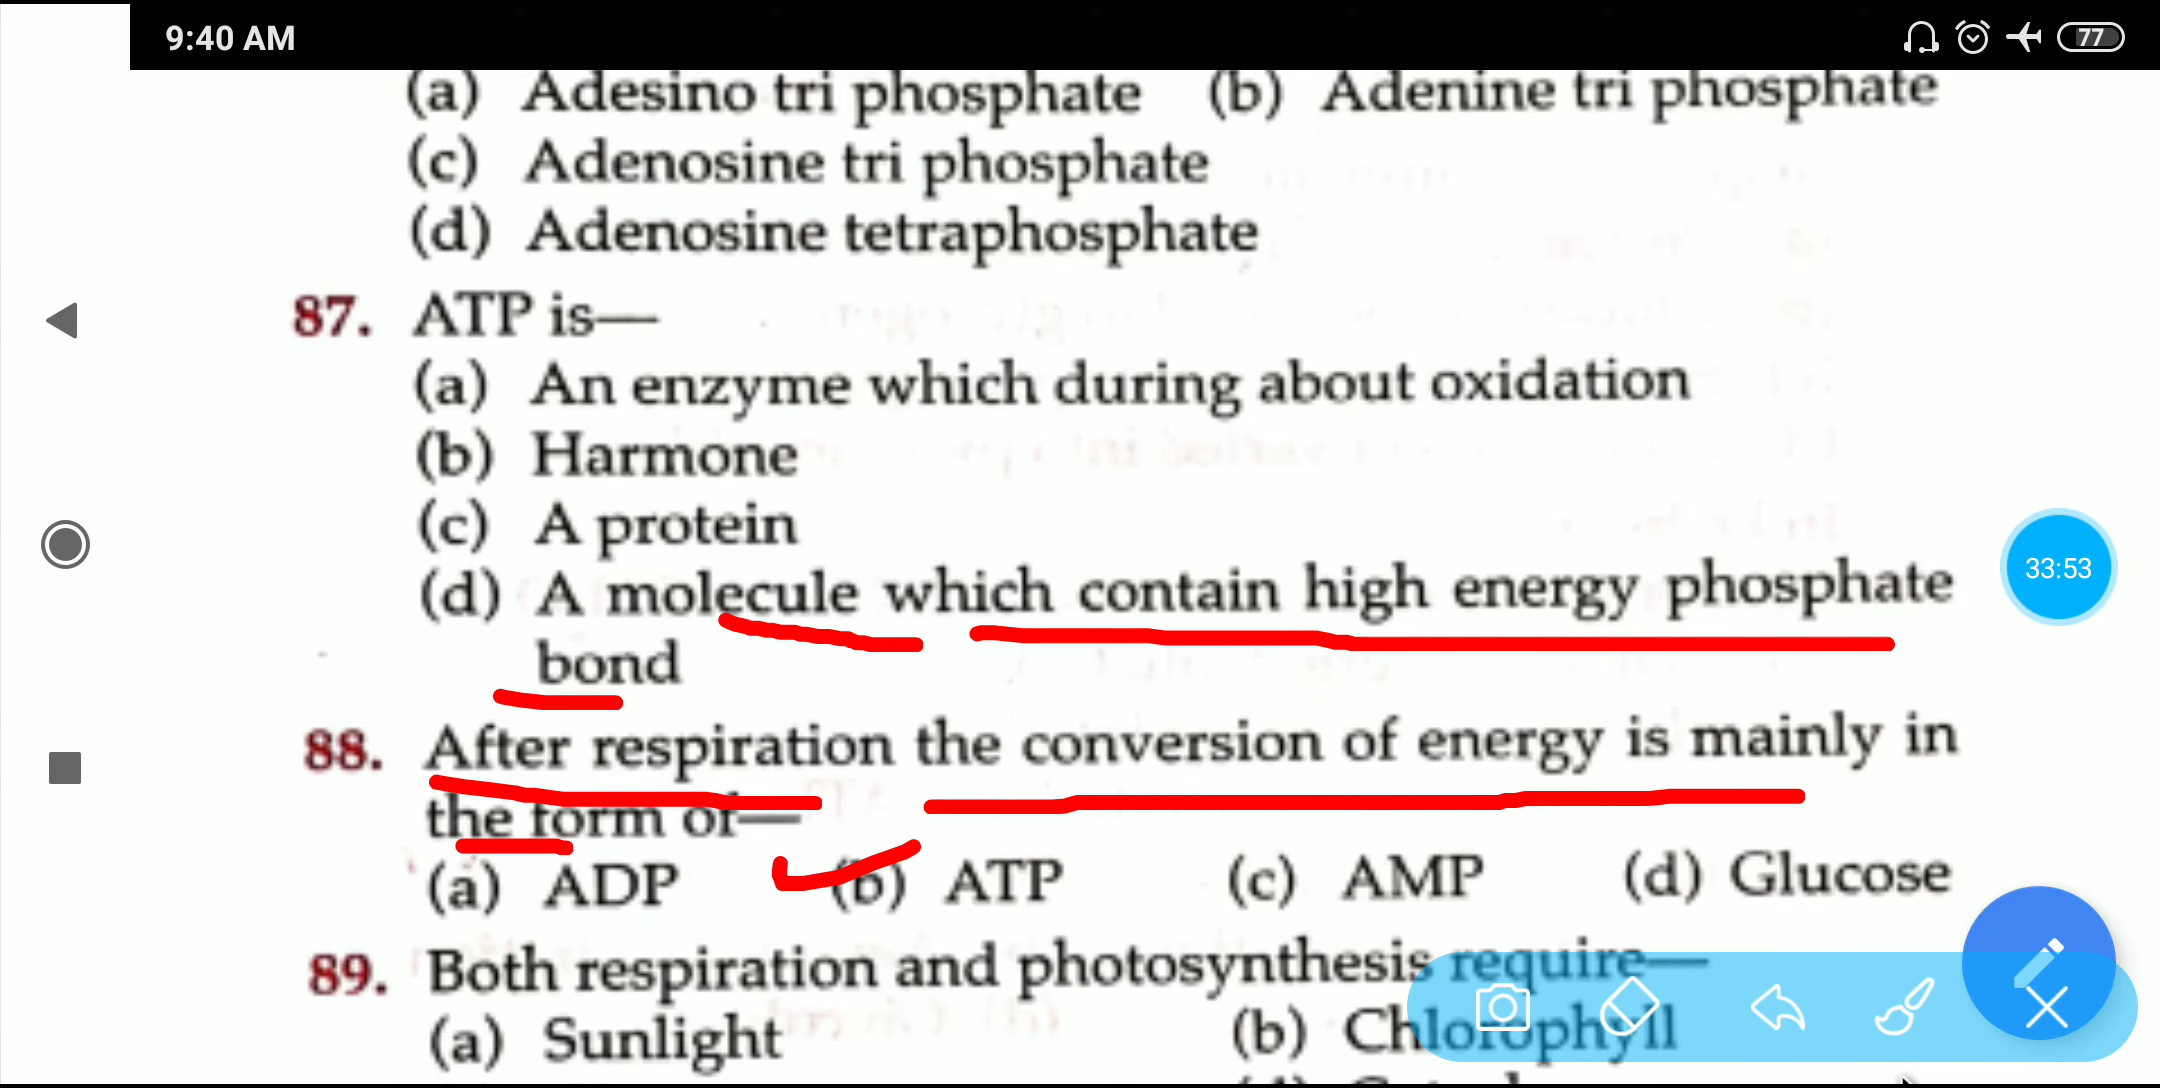 9:40 AM
77
(a) Adesino tri phosphate (b) Adenine tri phosphate
(c) Adenosine tri phosphate
(d) Adenosine tetraphosphate
87. ATP is—
(a) An enzyme which during about oxidation
(b) Harmone
(c) A protein
(d) A molecule which contain high energy phosphate
bond
33:53
88. After respiration the conversion of energy is mainly in
the form of—
(a) ADP (b) ATP (c) AMP (d) Glucose
89. Both respiration and photosynthesis require—
(a) Sunlight (b) Chlorophyll